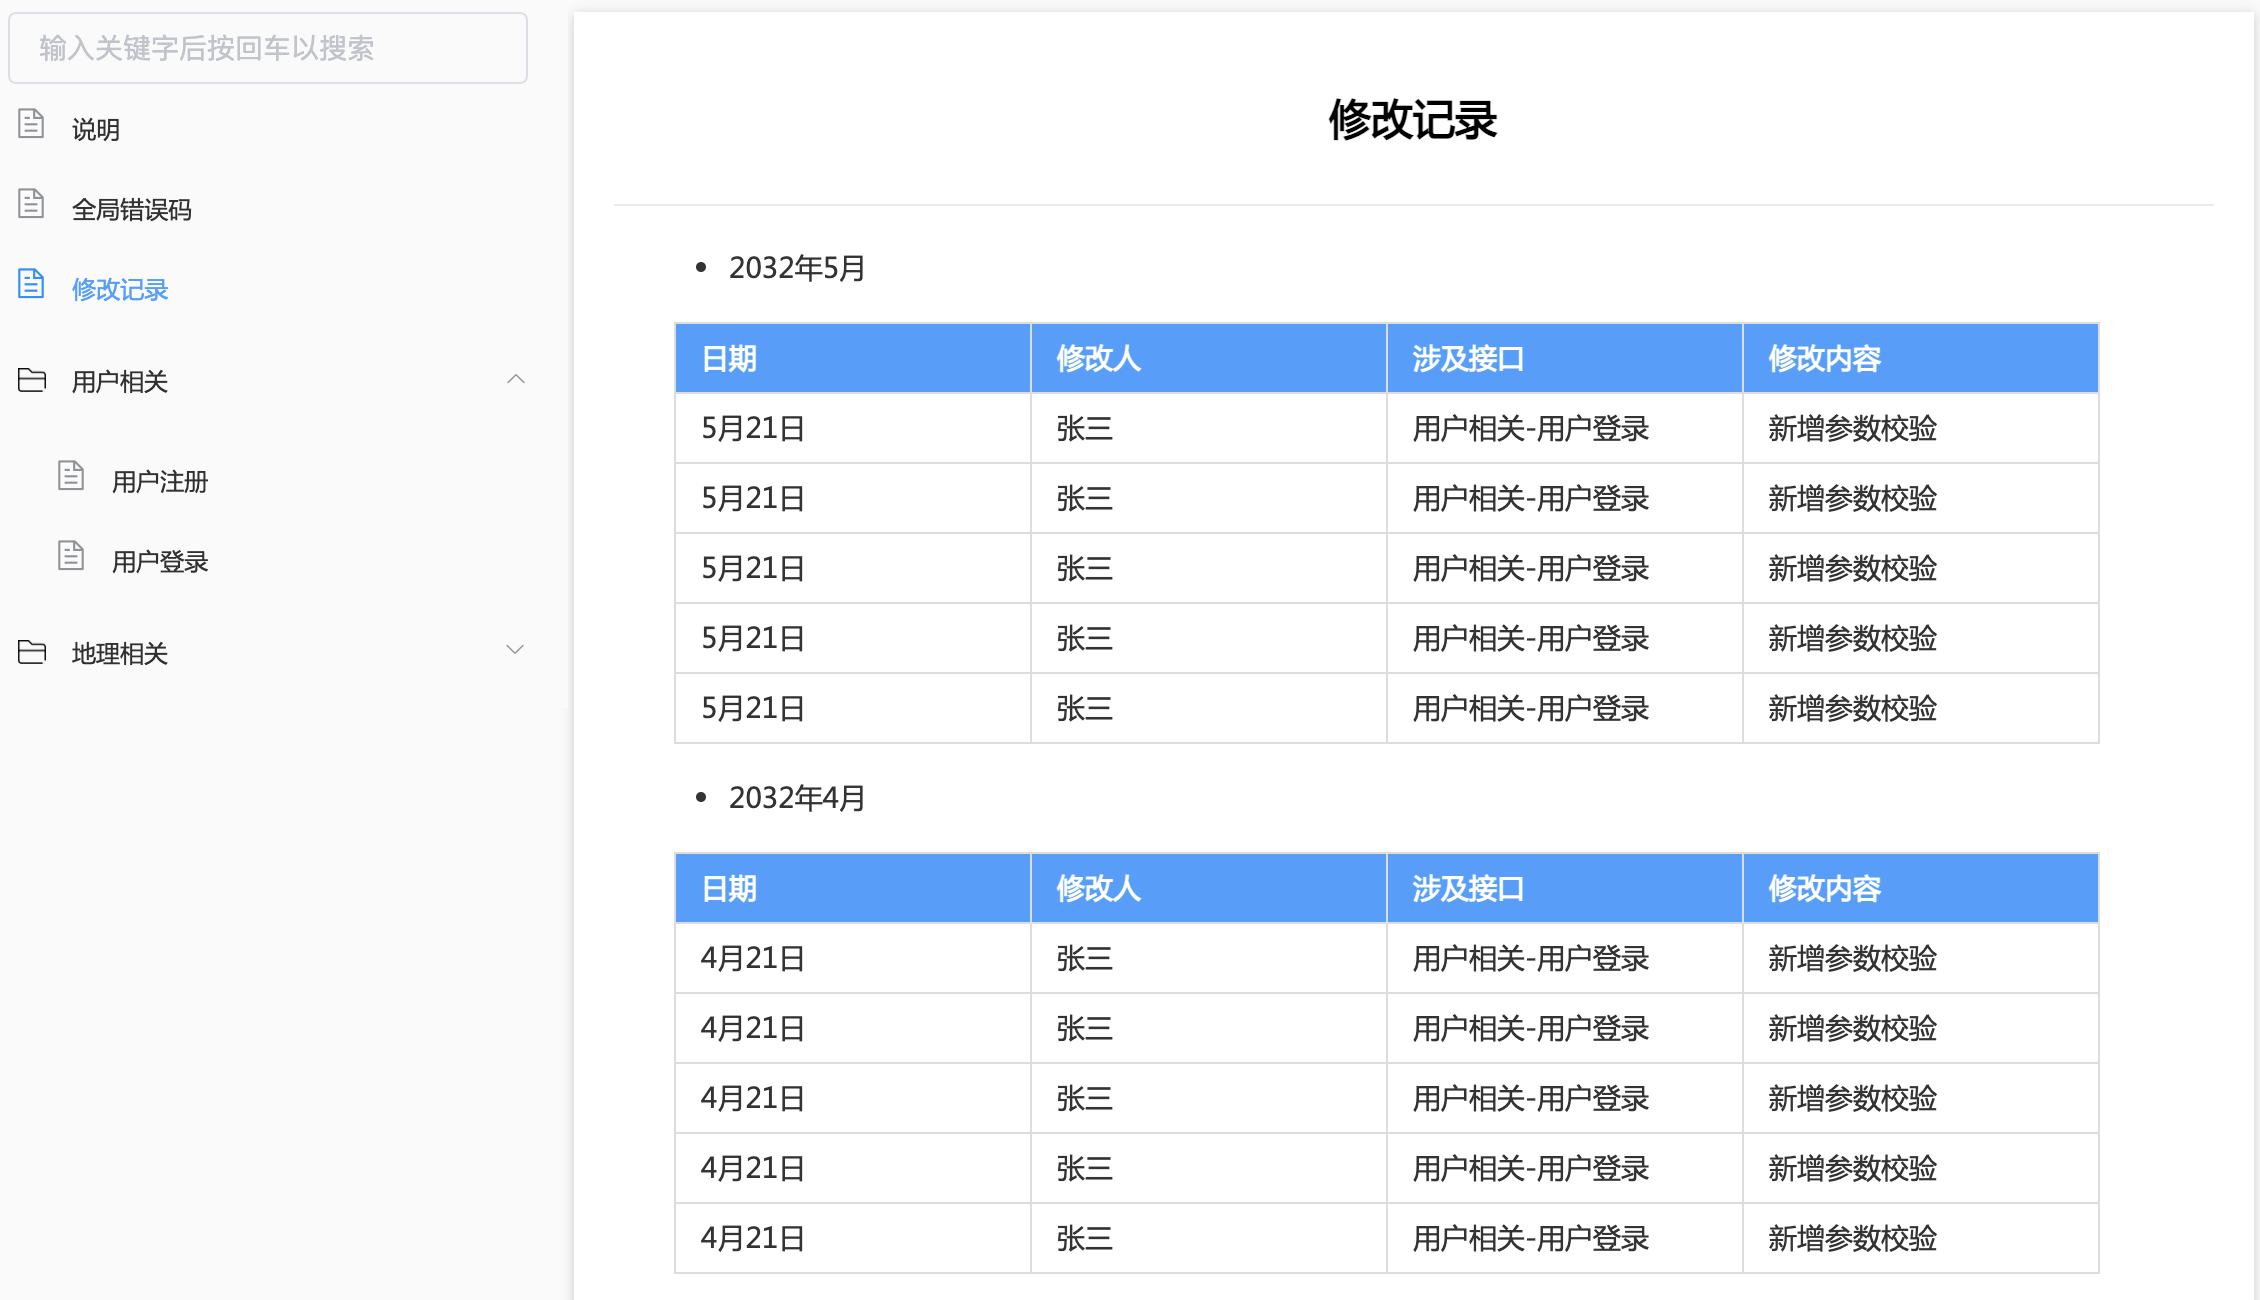 输入关键字后按回车以搜索
说明
全局错误码
修改记录
用户相关
用户注册
用户登录
地理相关
修改记录
2032年5月
日期 修改人 涉及接口 修改内容
5月21日 张三 用户相关-用户登录 新增参数校验
5月21日 张三 用户相关-用户登录 新增参数校验
5月21日 张三 用户相关-用户登录 新增参数校验
5月21日 张三 用户相关-用户登录 新增参数校验
5月21日 张三 用户相关-用户登录 新增参数校验
2032年4月
日期 修改人 涉及接口 修改内容
4月21日 张三 用户相关-用户登录 新增参数校验
4月21日 张三 用户相关-用户登录 新增参数校验
4月21日 张三 用户相关-用户登录 新增参数校验
4月21日 张三 用户相关-用户登录 新增参数校验
4月21日 张三 用户相关-用户登录 新增参数校验